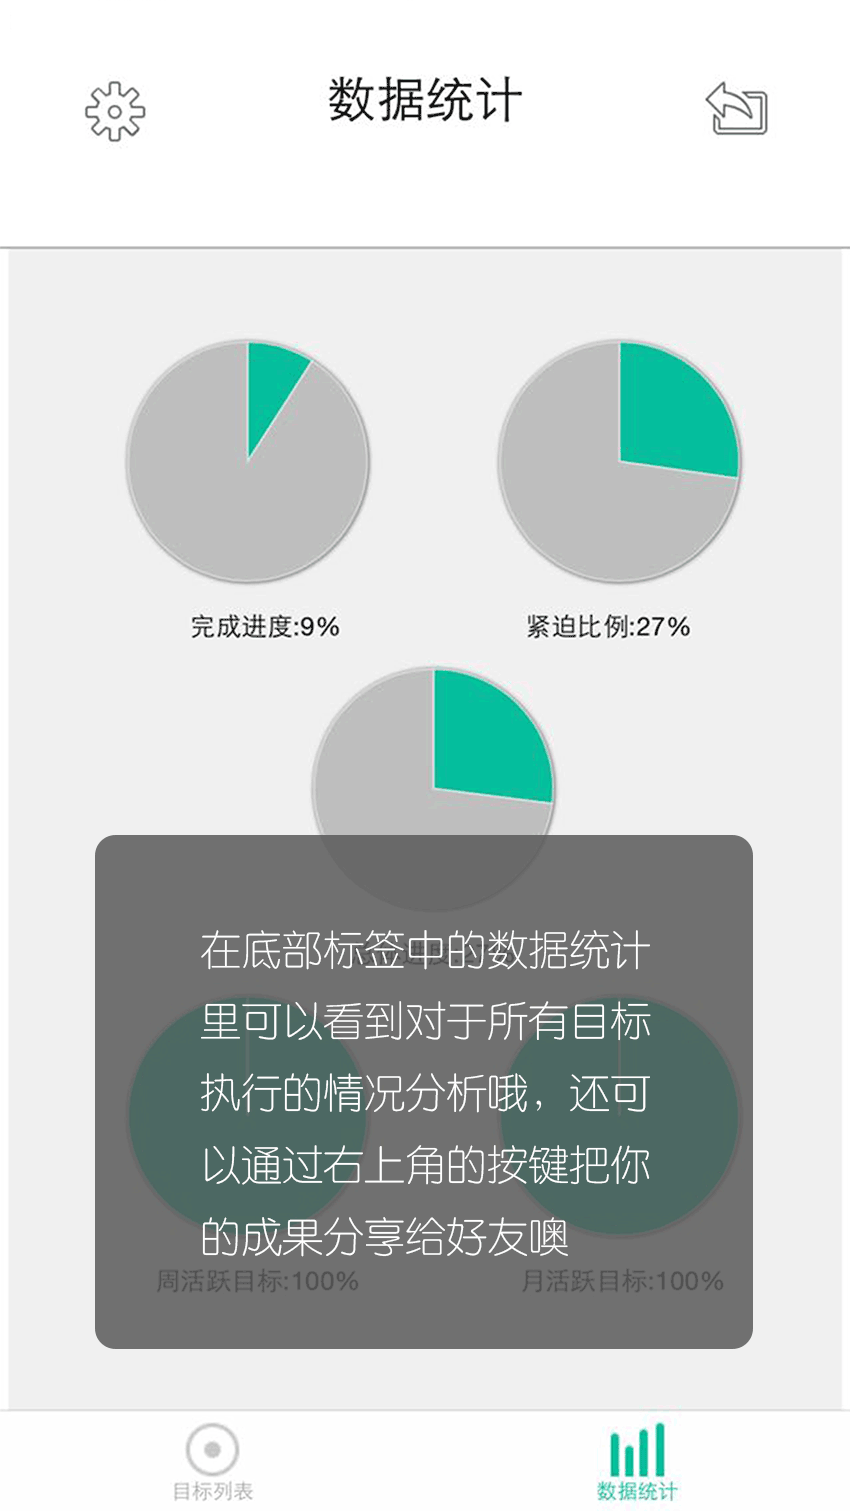 数据统计
完成进度:9%
紧迫比例:27%
在底部标签中的数据统计
里可以看到对于所有目标
执行的情况分析哦，还可
以通过右上角的按键把你
的成果分享给好友噢
周活跃目标:100%
月活跃目标:100%
目标列表
数据统计